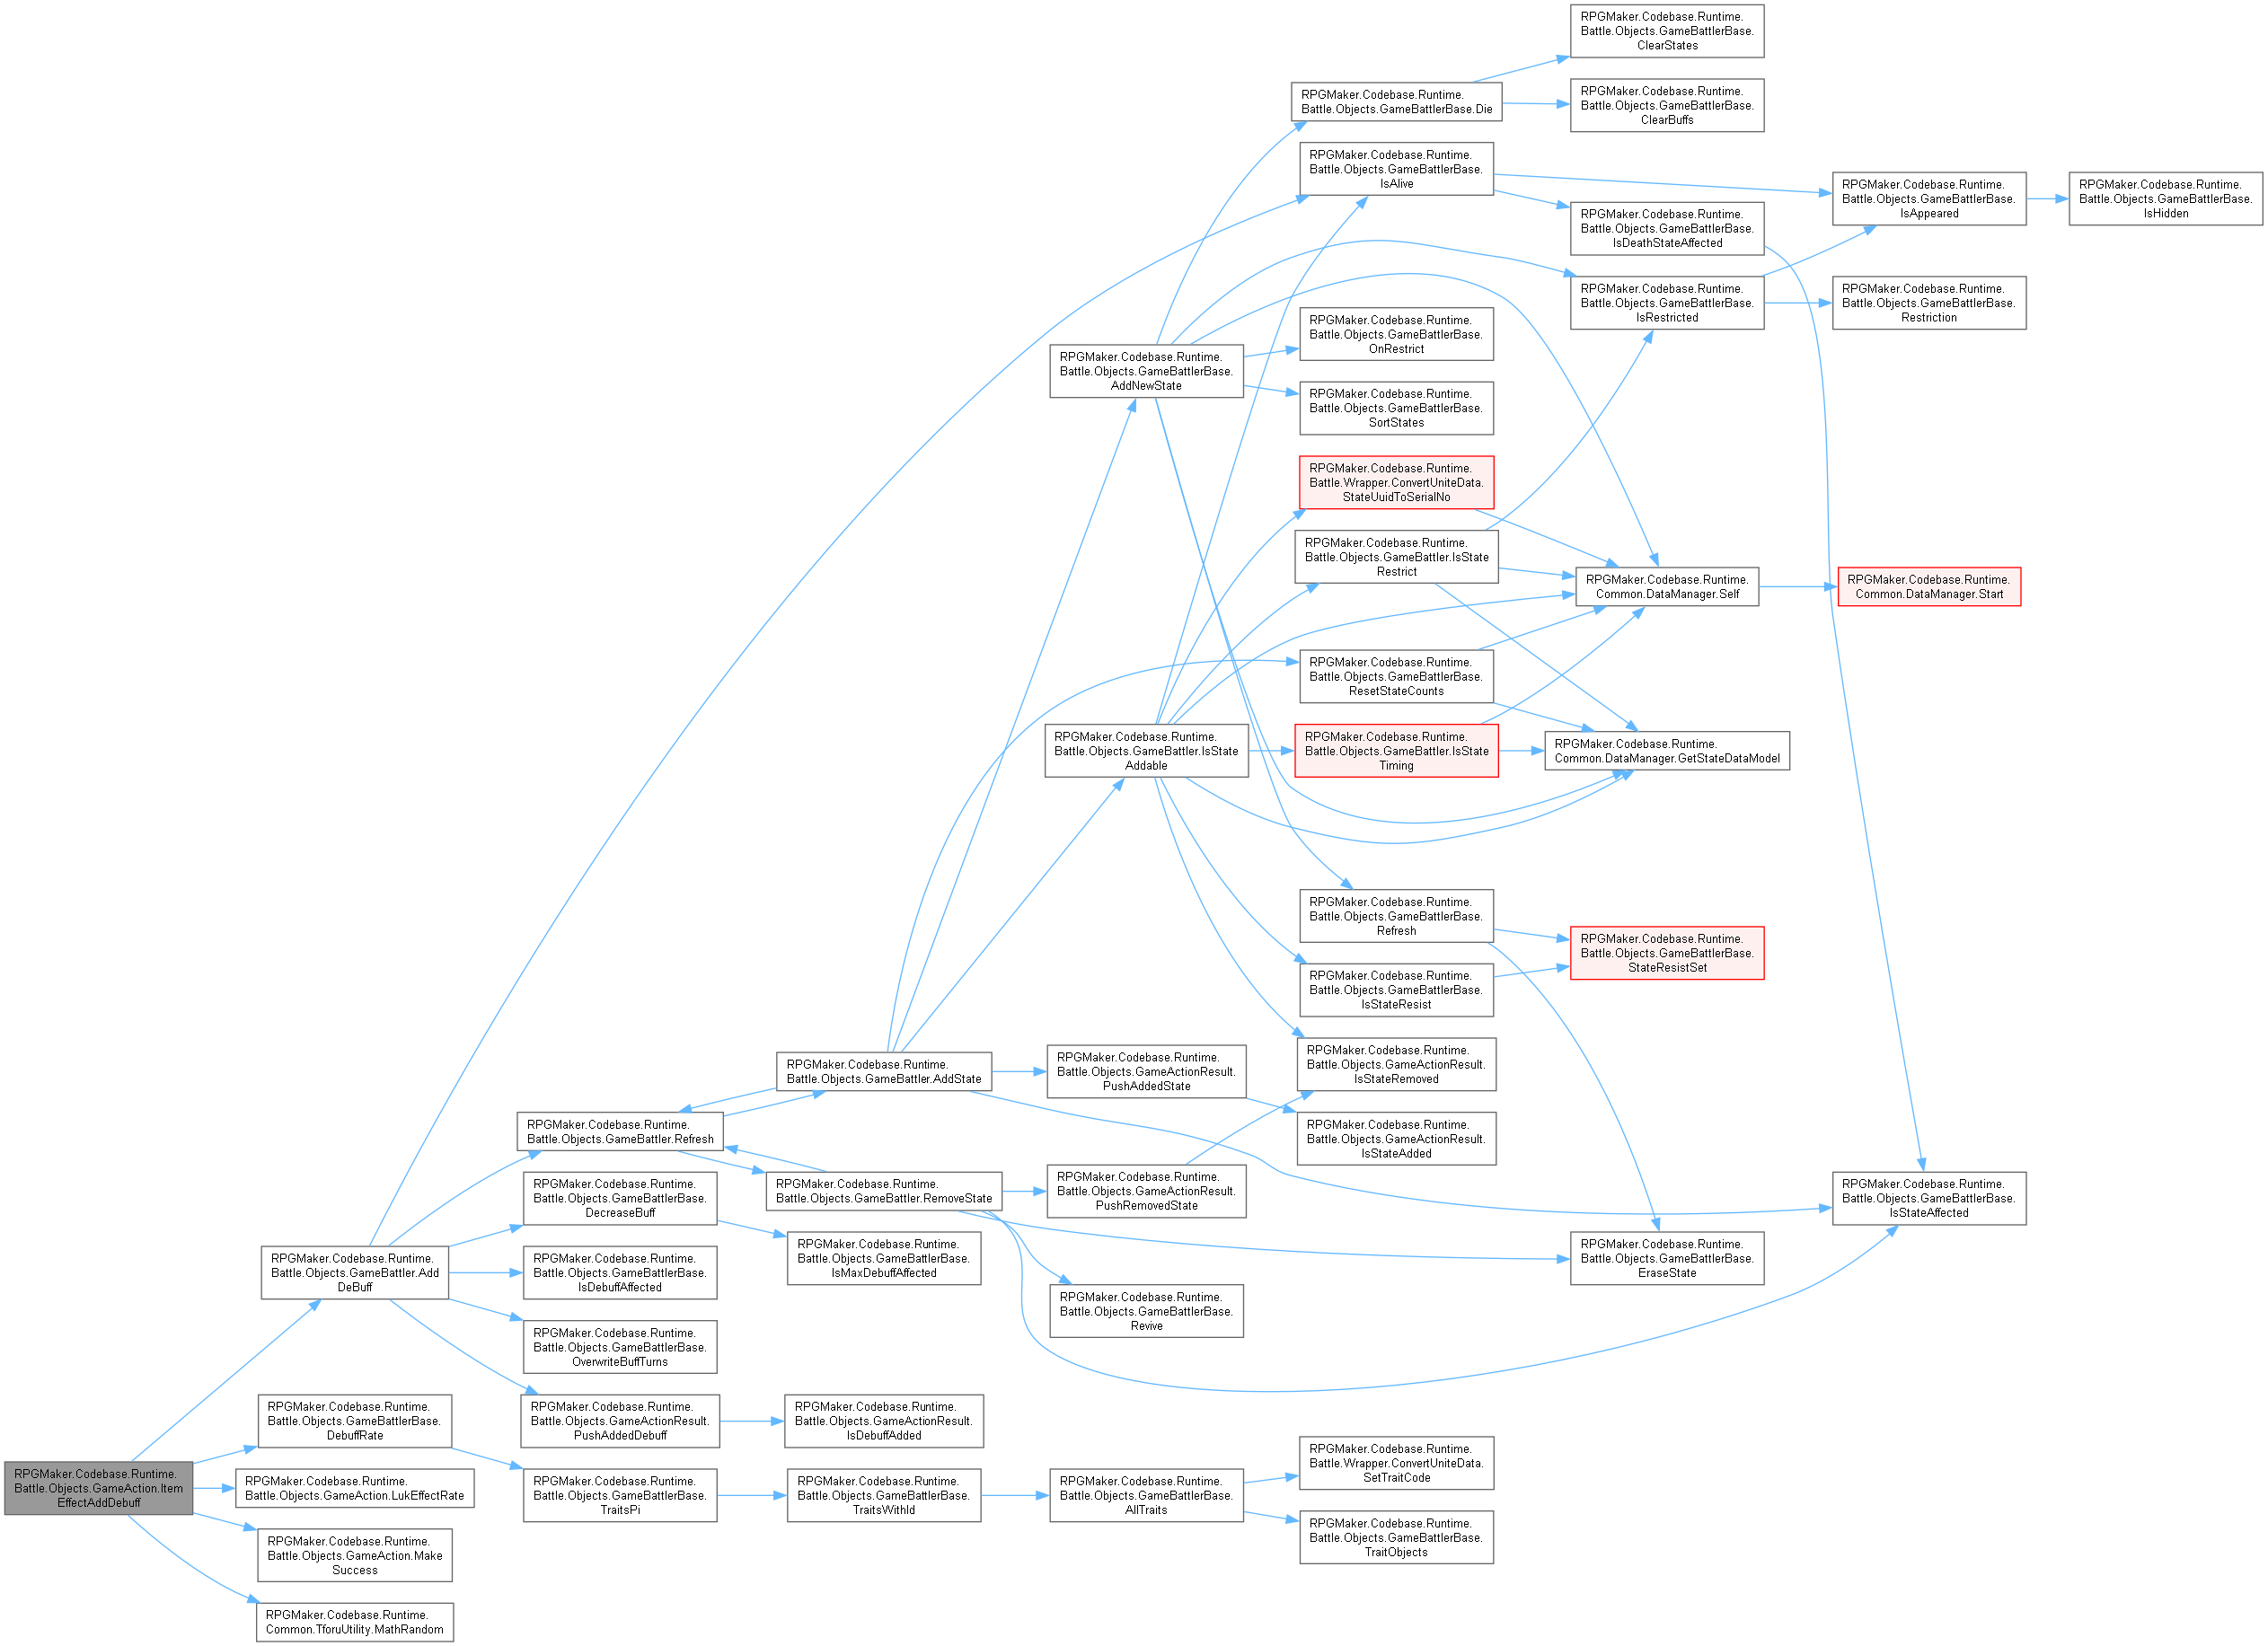 RPGMaker.Codebase.Runtime.
Battle.Objects.GameAction.Item
EffectAddDebuff
RPGMaker.Codebase.Runtime.
Battle.Objects.GameBattler.Add
DeBuff
RPGMaker.Codebase.Runtime.
Battle.Objects.GameBattlerBase.
DebuffRate
RPGMaker.Codebase.Runtime.
Battle.Objects.GameAction.LukEffectRate
RPGMaker.Codebase.Runtime.
Battle.Objects.GameAction.Make
Success
RPGMaker.Codebase.Runtime.
Common.TforuUtility.MathRandom
RPGMaker.Codebase.Runtime.
Battle.Objects.GameBattler.Refresh
RPGMaker.Codebase.Runtime.
Battle.Objects.GameBattlerBase.
DecreaseBuff
RPGMaker.Codebase.Runtime.
Battle.Objects.GameBattlerBase.
IsDebuffAffected
RPGMaker.Codebase.Runtime.
Battle.Objects.GameBattlerBase.
OverwriteBuffTurns
RPGMaker.Codebase.Runtime.
Battle.Objects.GameActionResult.
PushAddedDebuff
RPGMaker.Codebase.Runtime.
Battle.Objects.GameBattlerBase.
TraitsPi
RPGMaker.Codebase.Runtime.
Battle.Objects.GameBattler.AddState
RPGMaker.Codebase.Runtime.
Battle.Objects.GameBattler.RemoveState
RPGMaker.Codebase.Runtime.
Battle.Objects.GameBattlerBase.
IsMaxDebuffAffected
RPGMaker.Codebase.Runtime.
Battle.Objects.GameActionResult.
IsDebuffAdded
RPGMaker.Codebase.Runtime.
Battle.Objects.GameBattlerBase.
TraitsWithId
RPGMaker.Codebase.Runtime.
Battle.Objects.GameBattlerBase.
AddNewState
RPGMaker.Codebase.Runtime.
Battle.Objects.GameBattler.IsState
Addable
RPGMaker.Codebase.Runtime.
Battle.Objects.GameActionResult.
PushAddedState
RPGMaker.Codebase.Runtime.
Battle.Objects.GameActionResult.
PushRemovedState
RPGMaker.Codebase.Runtime.
Battle.Objects.GameBattlerBase.
Revive
RPGMaker.Codebase.Runtime.
Battle.Objects.GameBattlerBase.
AllTraits
RPGMaker.Codebase.Runtime.
Battle.Objects.GameBattlerBase.Die
RPGMaker.Codebase.Runtime.
Battle.Objects.GameBattlerBase.
IsAlive
RPGMaker.Codebase.Runtime.
Battle.Objects.GameBattlerBase.
OnRestrict
RPGMaker.Codebase.Runtime.
Battle.Objects.GameBattlerBase.
SortStates
RPGMaker.Codebase.Runtime.
Battle.Wrapper.ConvertUniteData.
StateUuidToSerialNo
RPGMaker.Codebase.Runtime.
Battle.Objects.GameBattler.IsState
Restrict
RPGMaker.Codebase.Runtime.
Battle.Objects.GameBattlerBase.
ResetStateCounts
RPGMaker.Codebase.Runtime.
Battle.Objects.GameBattler.IsState
Timing
RPGMaker.Codebase.Runtime.
Battle.Objects.GameBattlerBase.
Refresh
RPGMaker.Codebase.Runtime.
Battle.Objects.GameBattlerBase.
IsStateResist
RPGMaker.Codebase.Runtime.
Battle.Objects.GameActionResult.
IsStateRemoved
RPGMaker.Codebase.Runtime.
Battle.Objects.GameActionResult.
IsStateAdded
RPGMaker.Codebase.Runtime.
Battle.Wrapper.ConvertUniteData.
SetTraitCode
RPGMaker.Codebase.Runtime.
Battle.Objects.GameBattlerBase.
TraitObjects
RPGMaker.Codebase.Runtime.
Battle.Objects.GameBattlerBase.
ClearStates
RPGMaker.Codebase.Runtime.
Battle.Objects.GameBattlerBase.
ClearBuffs
RPGMaker.Codebase.Runtime.
Battle.Objects.GameBattlerBase.
IsDeathStateAffected
RPGMaker.Codebase.Runtime.
Battle.Objects.GameBattlerBase.
IsRestricted
RPGMaker.Codebase.Runtime.
Common.DataManager.Self
RPGMaker.Codebase.Runtime.
Common.DataManager.GetStateDataModel
RPGMaker.Codebase.Runtime.
Battle.Objects.GameBattlerBase.
StateResistSet
RPGMaker.Codebase.Runtime.
Battle.Objects.GameBattlerBase.
EraseState
RPGMaker.Codebase.Runtime.
Battle.Objects.GameBattlerBase.
IsAppeared
RPGMaker.Codebase.Runtime.
Battle.Objects.GameBattlerBase.
Restriction
RPGMaker.Codebase.Runtime.
Common.DataManager.Start
RPGMaker.Codebase.Runtime.
Battle.Objects.GameBattlerBase.
IsStateAffected
RPGMaker.Codebase.Runtime.
Battle.Objects.GameBattlerBase.
IsHidden